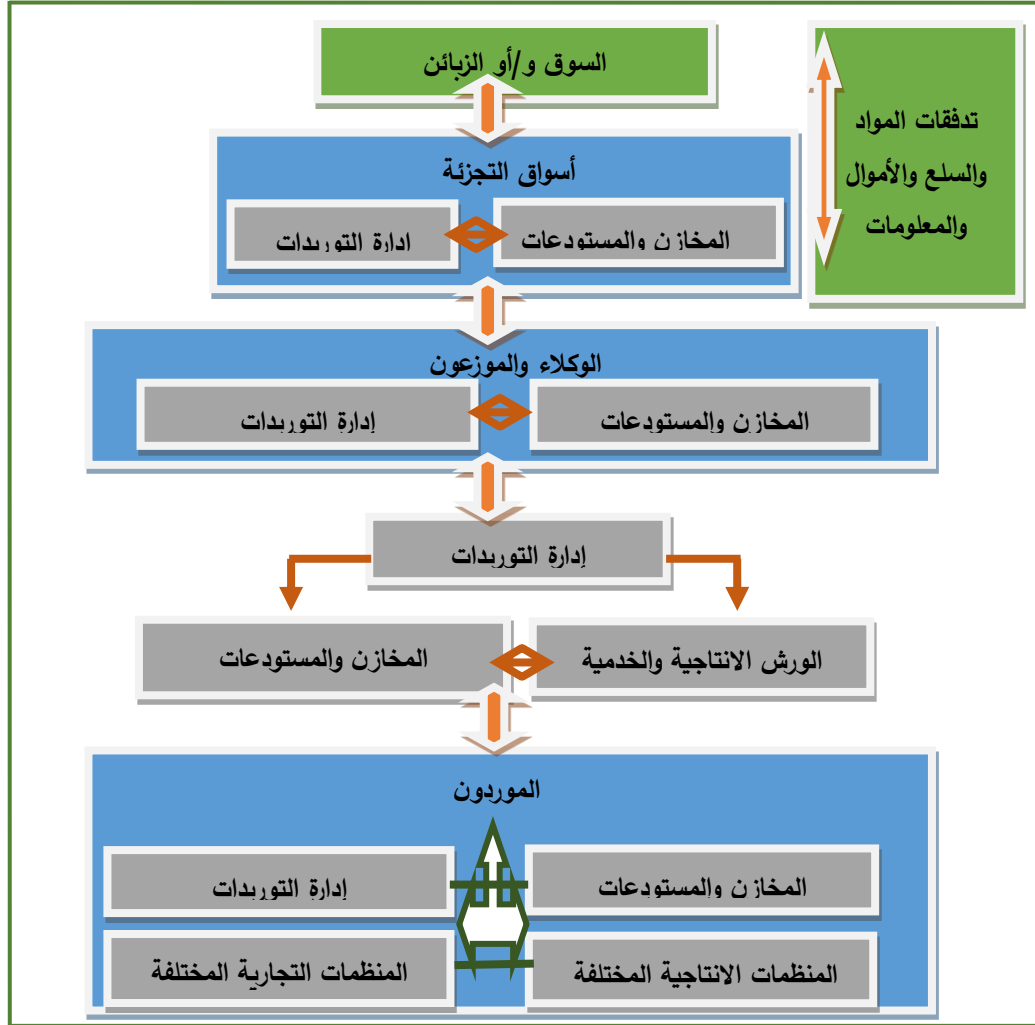 السوق و/أو الزبائن
تدفقات المواد
والسلع والأموال
والمعلومات
أسواق التجزئة
المخازن والمستودعات
ادارة التوريدات
الوكلاء والموزعون
المخازن والمستودعات
إدارة التوريدات
إدارة التوريدات
الورش الانتاجية والخدمية
المخازن والمستودعات
الموردون
المخازن والمستودعات
إدارة التوريدات
المنظمات الانتاجية المختلفة
المنظمات التجارية المختلفة